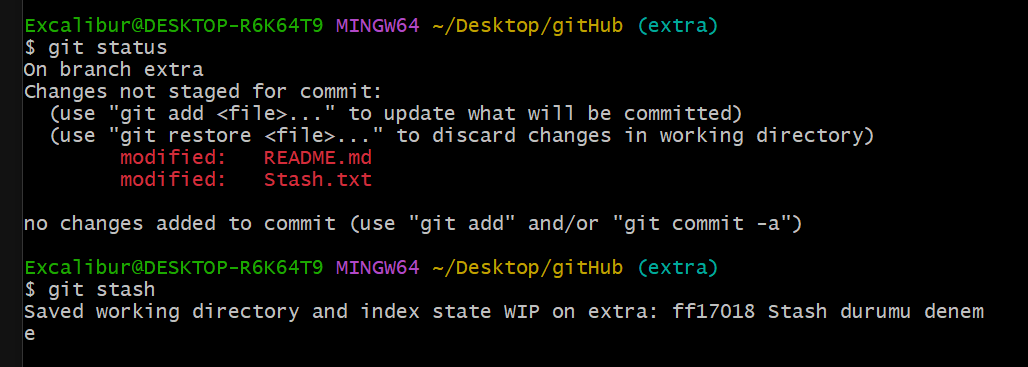 Excalibur@DESKTOP-R6K64T9 MINGW64 ~/Desktop/gitHub (extra)
$ git status
On branch extra
Changes not staged for commit:
  (use "git add <file>..." to update what will be committed)
  (use "git restore <file>..." to discard changes in working directory)
        modified:   README.md
        modified:   Stash.txt

no changes added to commit (use "git add" and/or "git commit -a")

Excalibur@DESKTOP-R6K64T9 MINGW64 ~/Desktop/gitHub (extra)
$ git stash
Saved working directory and index state WIP on extra: ff17018 Stash durumu denem
e